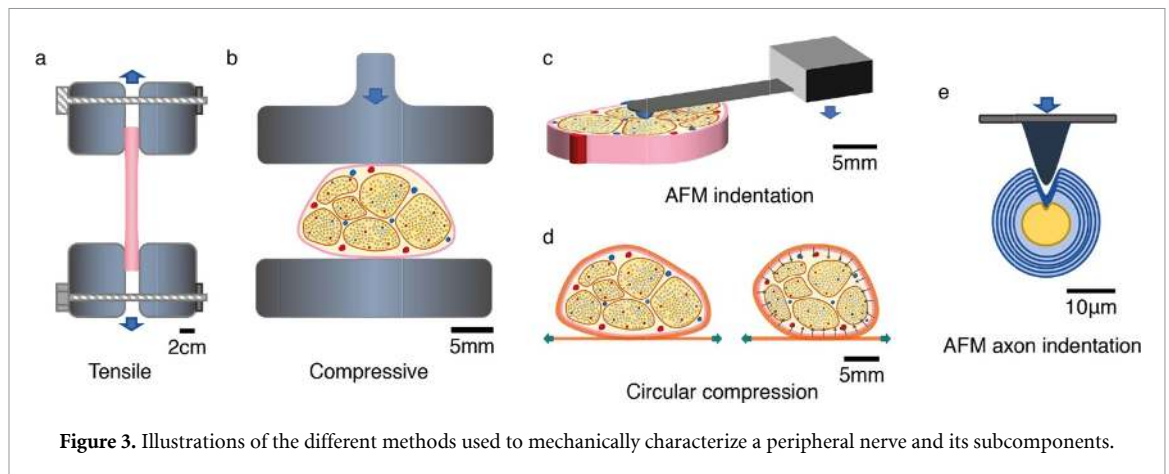 a
2cm
Tensile
b
5mm
Compressive
c
5mm
AFM indentation
d
5mm
Circular compression
e
10μm
AFM axon indentation
Figure 3. Illustrations of the different methods used to mechanically characterize a peripheral nerve and its subcomponents.